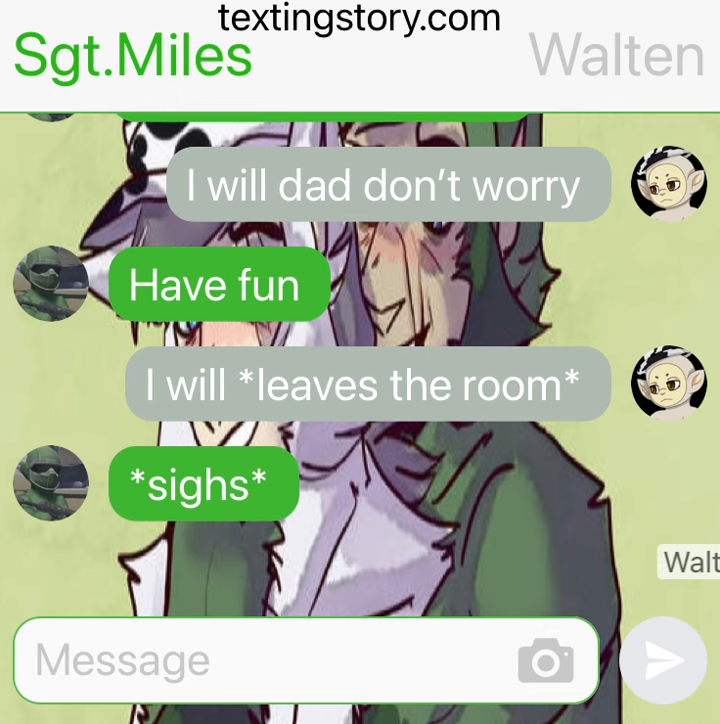 textingstory.com
Sgt.Miles
Walten
I will dad don’t worry
Have fun
I will *leaves the room*
*sighs*
Walt
Message